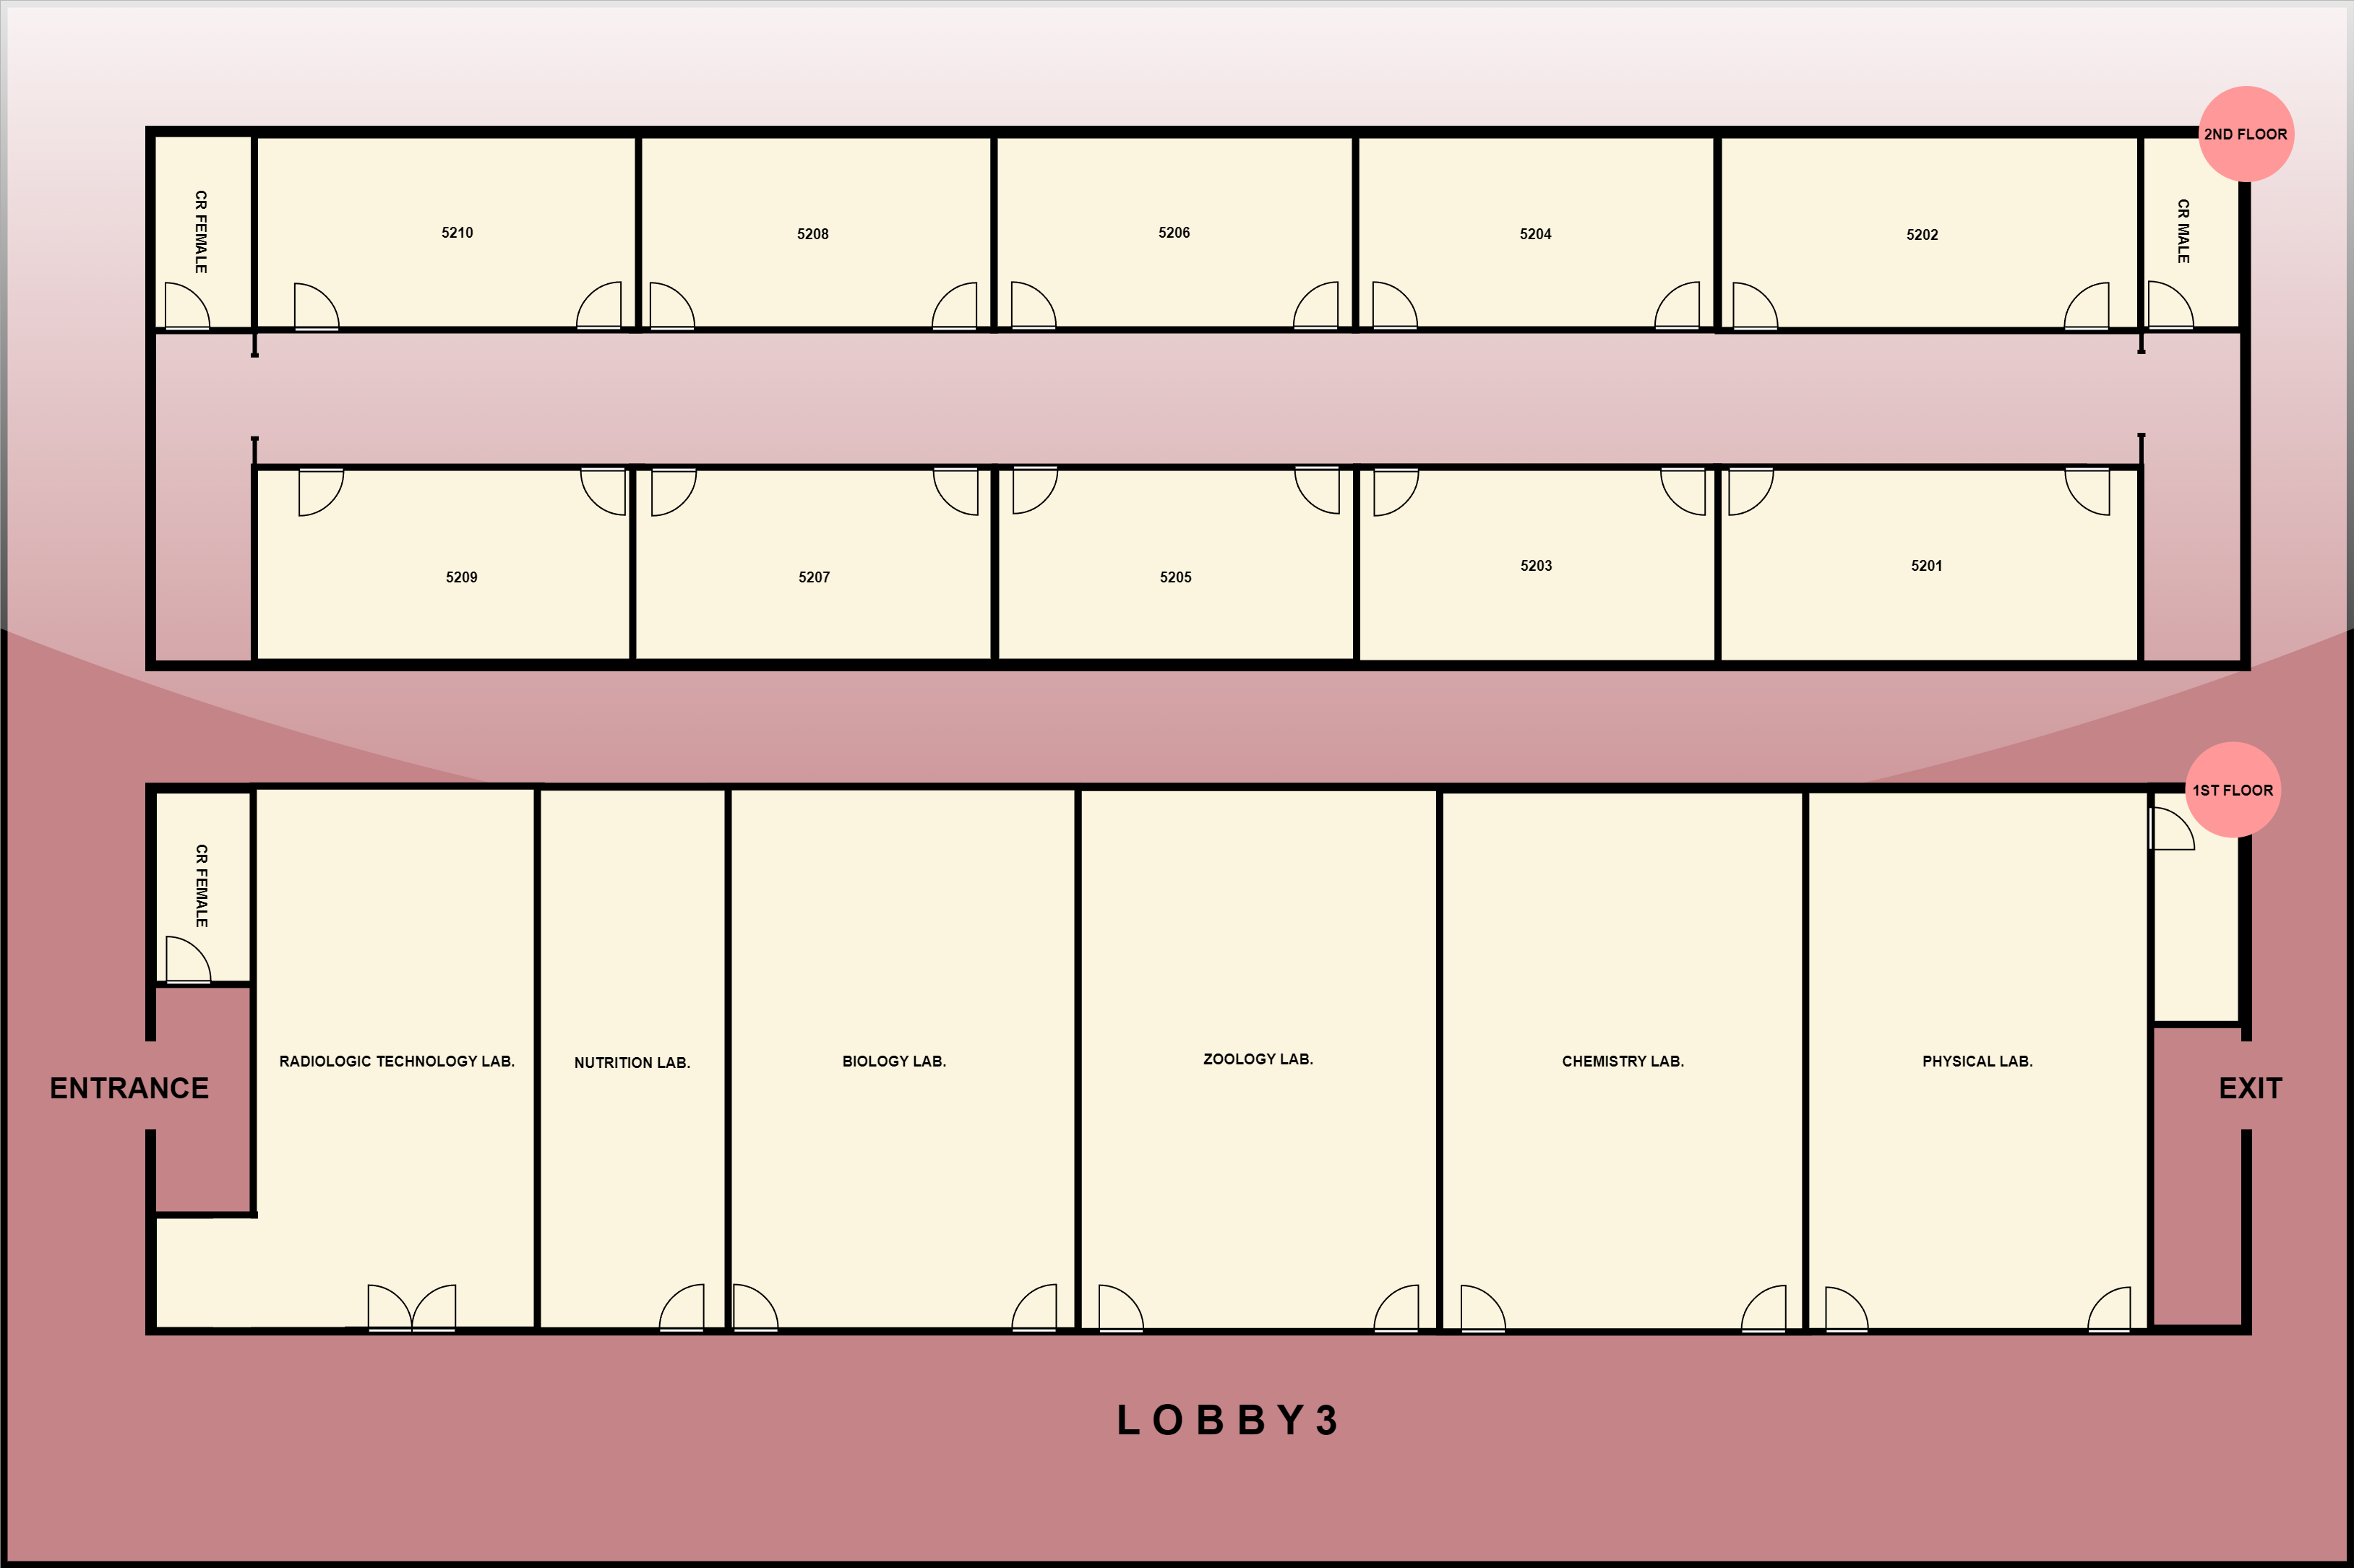 2ND FLOOR
CR FEMALE
5210
5208
5206
5204
5202
CR MALE
5209
5207
5205
5203
5201
1ST FLOOR
CR FEMALE
RADIOLOGIC TECHNOLOGY LAB.
NUTRITION LAB.
BIOLOGY LAB.
ZOOLOGY LAB.
CHEMISTRY LAB.
PHYSICAL LAB.
ENTRANCE
EXIT
LOBBY3